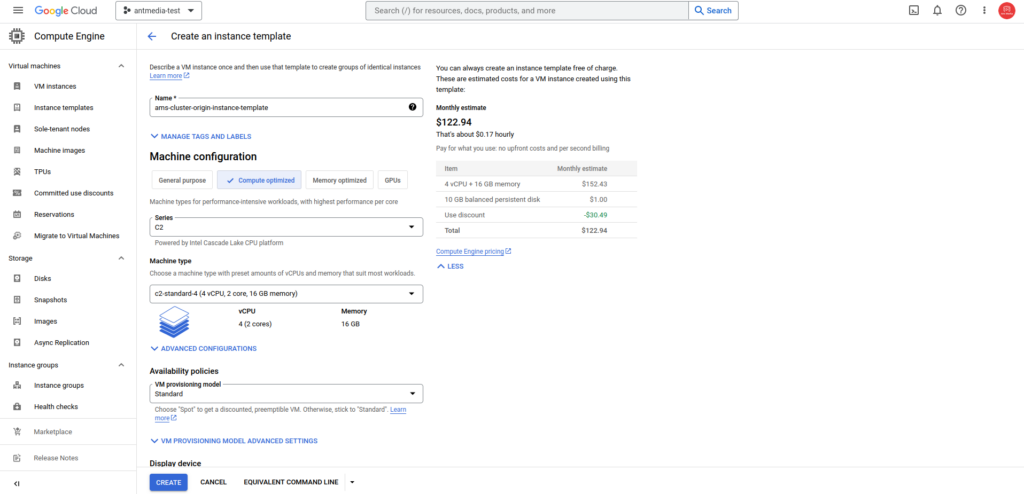 Google Cloud
antmedia-test
Search (/) for resources, docs, products, and more
Search
Compute Engine
Create an instance template
Virtual machines
VM instances
Instance templates
Sole-tenant nodes
Machine images
TPUs
Committed use discounts
Reservations
Migrate to Virtual Machines
Storage
Disks
Snapshots
Images
Async Replication
Instance groups
Instance groups
Health checks
Marketplace
Release Notes
Describe a VM instance once and then use that template to create groups of identical instances
Learn more
Name *
ams-cluster-origin-instance-template
MANAGE TAGS AND LABELS
Machine configuration
General purpose
Compute optimized
Memory optimized
GPUs
Machine types for performance-intensive workloads, with highest performance per core
Series
C2
Powered by Intel Cascade Lake CPU platform
Machine type
Choose a machine type with preset amounts of vCPUs and memory that suit most workloads.
c2-standard-4 (4 vCPU, 2 core, 16 GB memory)
vCPU Memory
4 (2 cores) 16 GB
ADVANCED CONFIGURATIONS
Availability policies
VM provisioning model
Standard
Choose "Spot" to get a discounted, preemptible VM. Otherwise, stick to "Standard". Learn
more
VM PROVISIONING MODEL ADVANCED SETTINGS
Display device
CREATE
CANCEL
EQUIVALENT COMMAND LINE
You can always create an instance template free of charge.
These are estimated costs for a VM instance created using this
template:
Monthly estimate
$122.94
That's about $0.17 hourly
Pay for what you use: no upfront costs and per second billing
Item Monthly estimate
4 vCPU + 16 GB memory $152.43
10 GB balanced persistent disk $1.00
Use discount -$30.49
Total $122.94
Compute Engine pricing
LESS